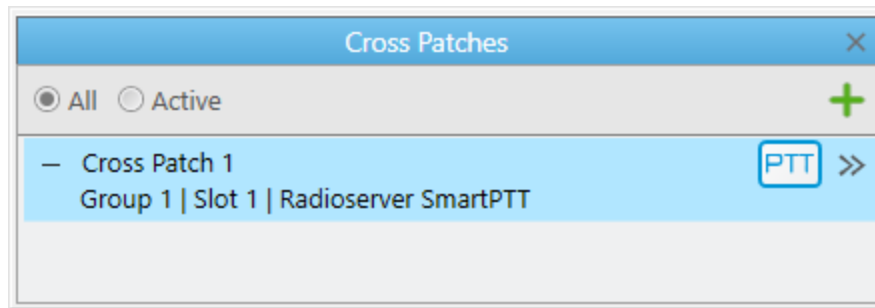 Cross Patches
All Active
Cross Patch 1 PTT
Group 1 | Slot 1 | Radioserver SmartPTT